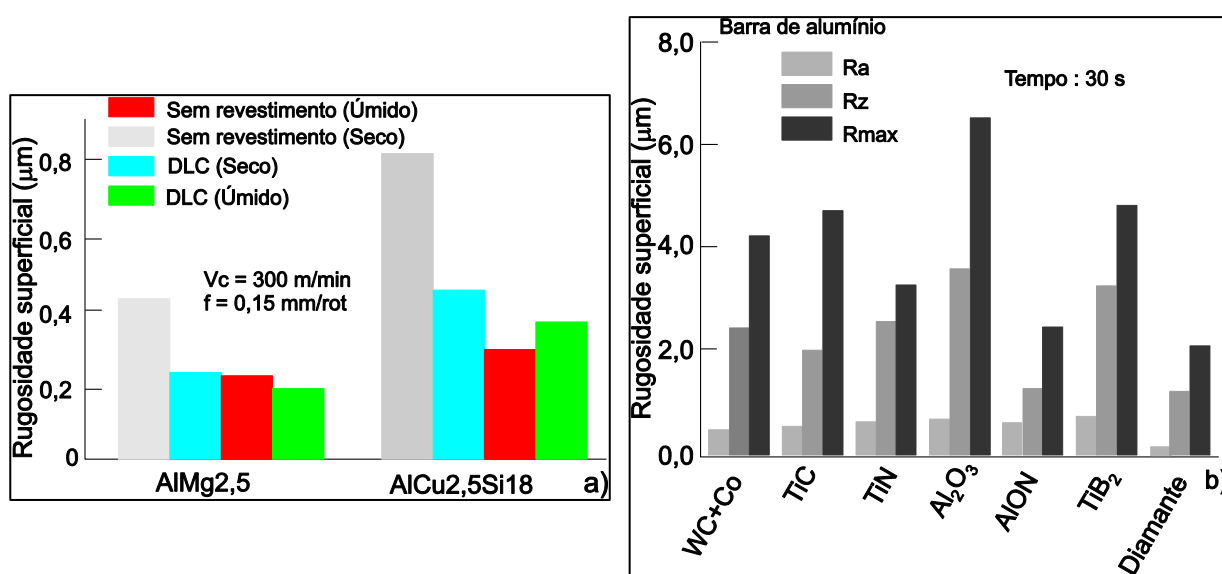 Sem revestimento (Úmido)
Sem revestimento (Seco)
DLC (Seco)
DLC (Úmido)
Rugosidade superficial (μm)
0,8
0,6
0,4
0,2
0
Vc = 300 m/min
f = 0,15 mm/rot
AlMg2,5
AlCu2,5Si18
a)
Barra de alumínio
Ra
Rz
Rmax
Tempo : 30 s
Rugosidade superficial (μm)
8,0
6,0
4,0
2,0
0,0
WC+Co
TiC
TiN
Al₂O₃
AlON
TiB₂
Diamante
b)